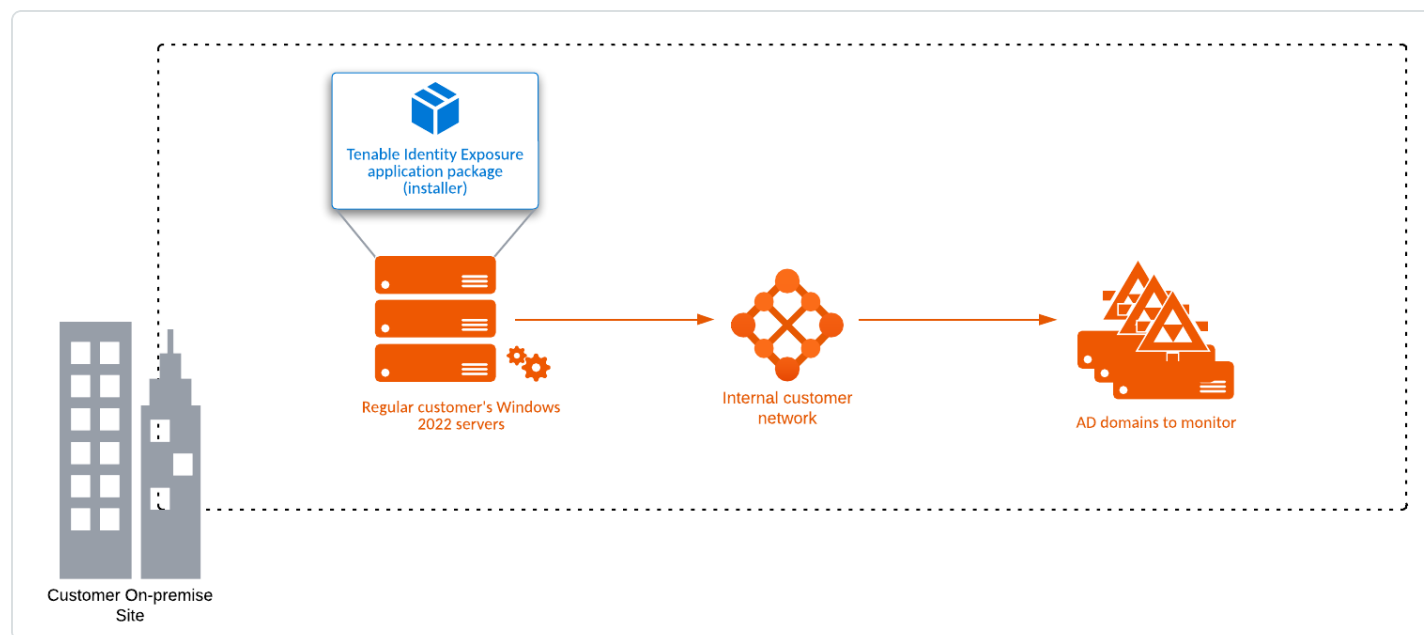 Tenable Identity Exposure
application package
(installer)
Regular customer's Windows
2022 servers
Internal customer
network
AD domains to monitor
Customer On-premise
Site